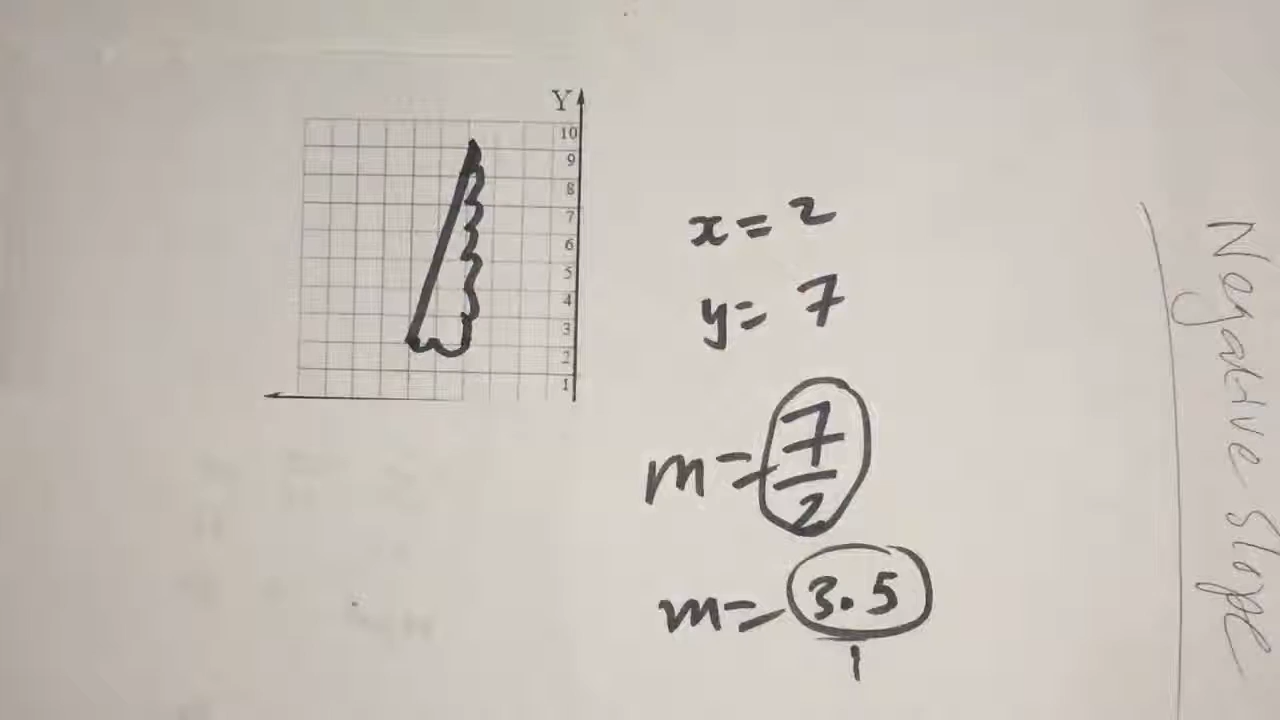 Y
10
9
8
7
6
5
4
3
2
1
x = 2
y = 7
m = -7/2
m = -3.5/1
Negative Slope